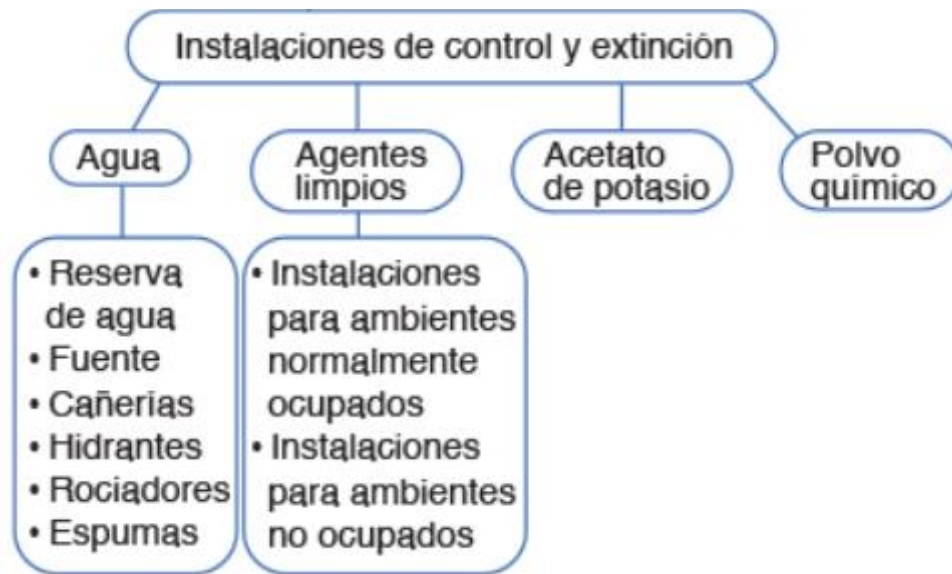 Instalaciones de control y extinción
Agua
Agentes
limpios
Acetato
de potasio
Polvo
químico
• Reserva
de agua
• Fuente
• Cañerías
• Hidrantes
• Rociadores
• Espumas
• Instalaciones
para ambientes
normalmente
ocupados
• Instalaciones
para ambientes
no ocupados